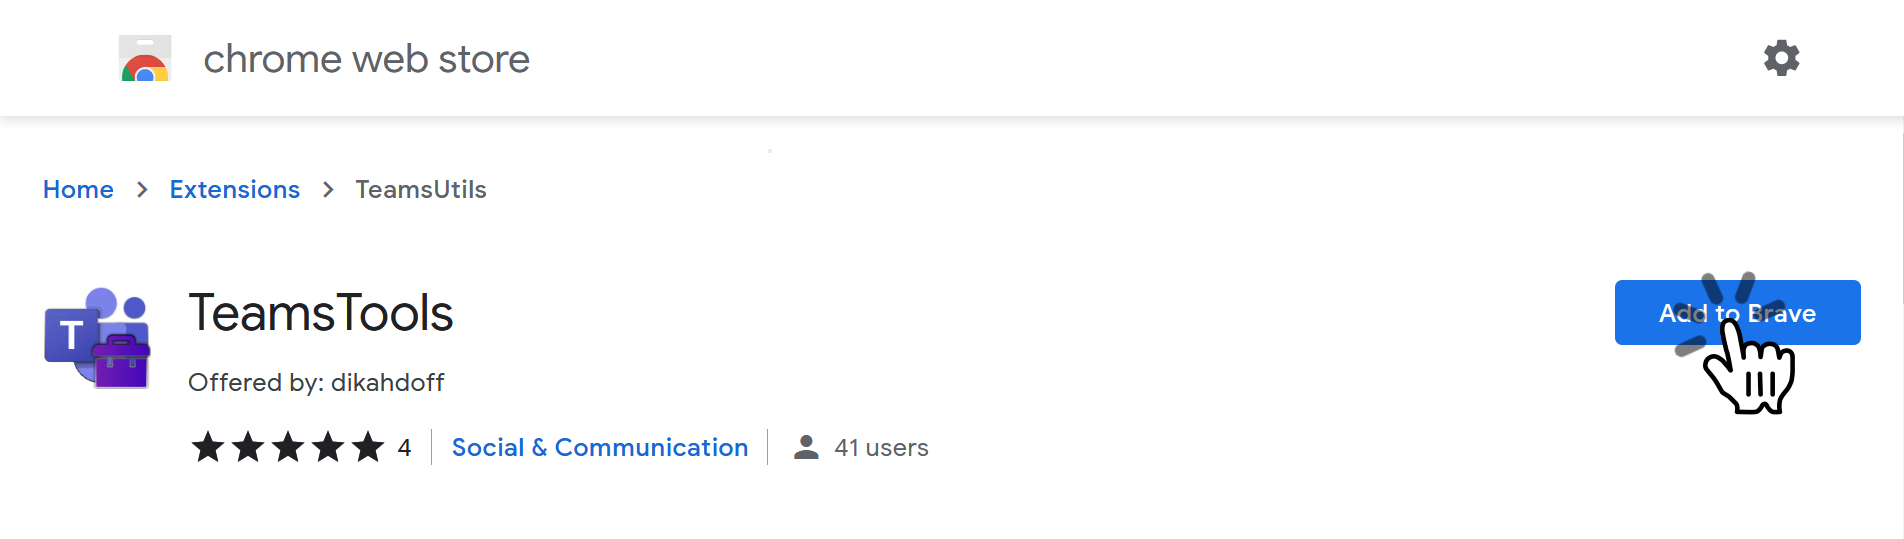 chrome web store
Home > Extensions > TeamsUtils
T
TeamsTools
Add to Brave
Offered by: dikahdoff
4 Social & Communication 41 users